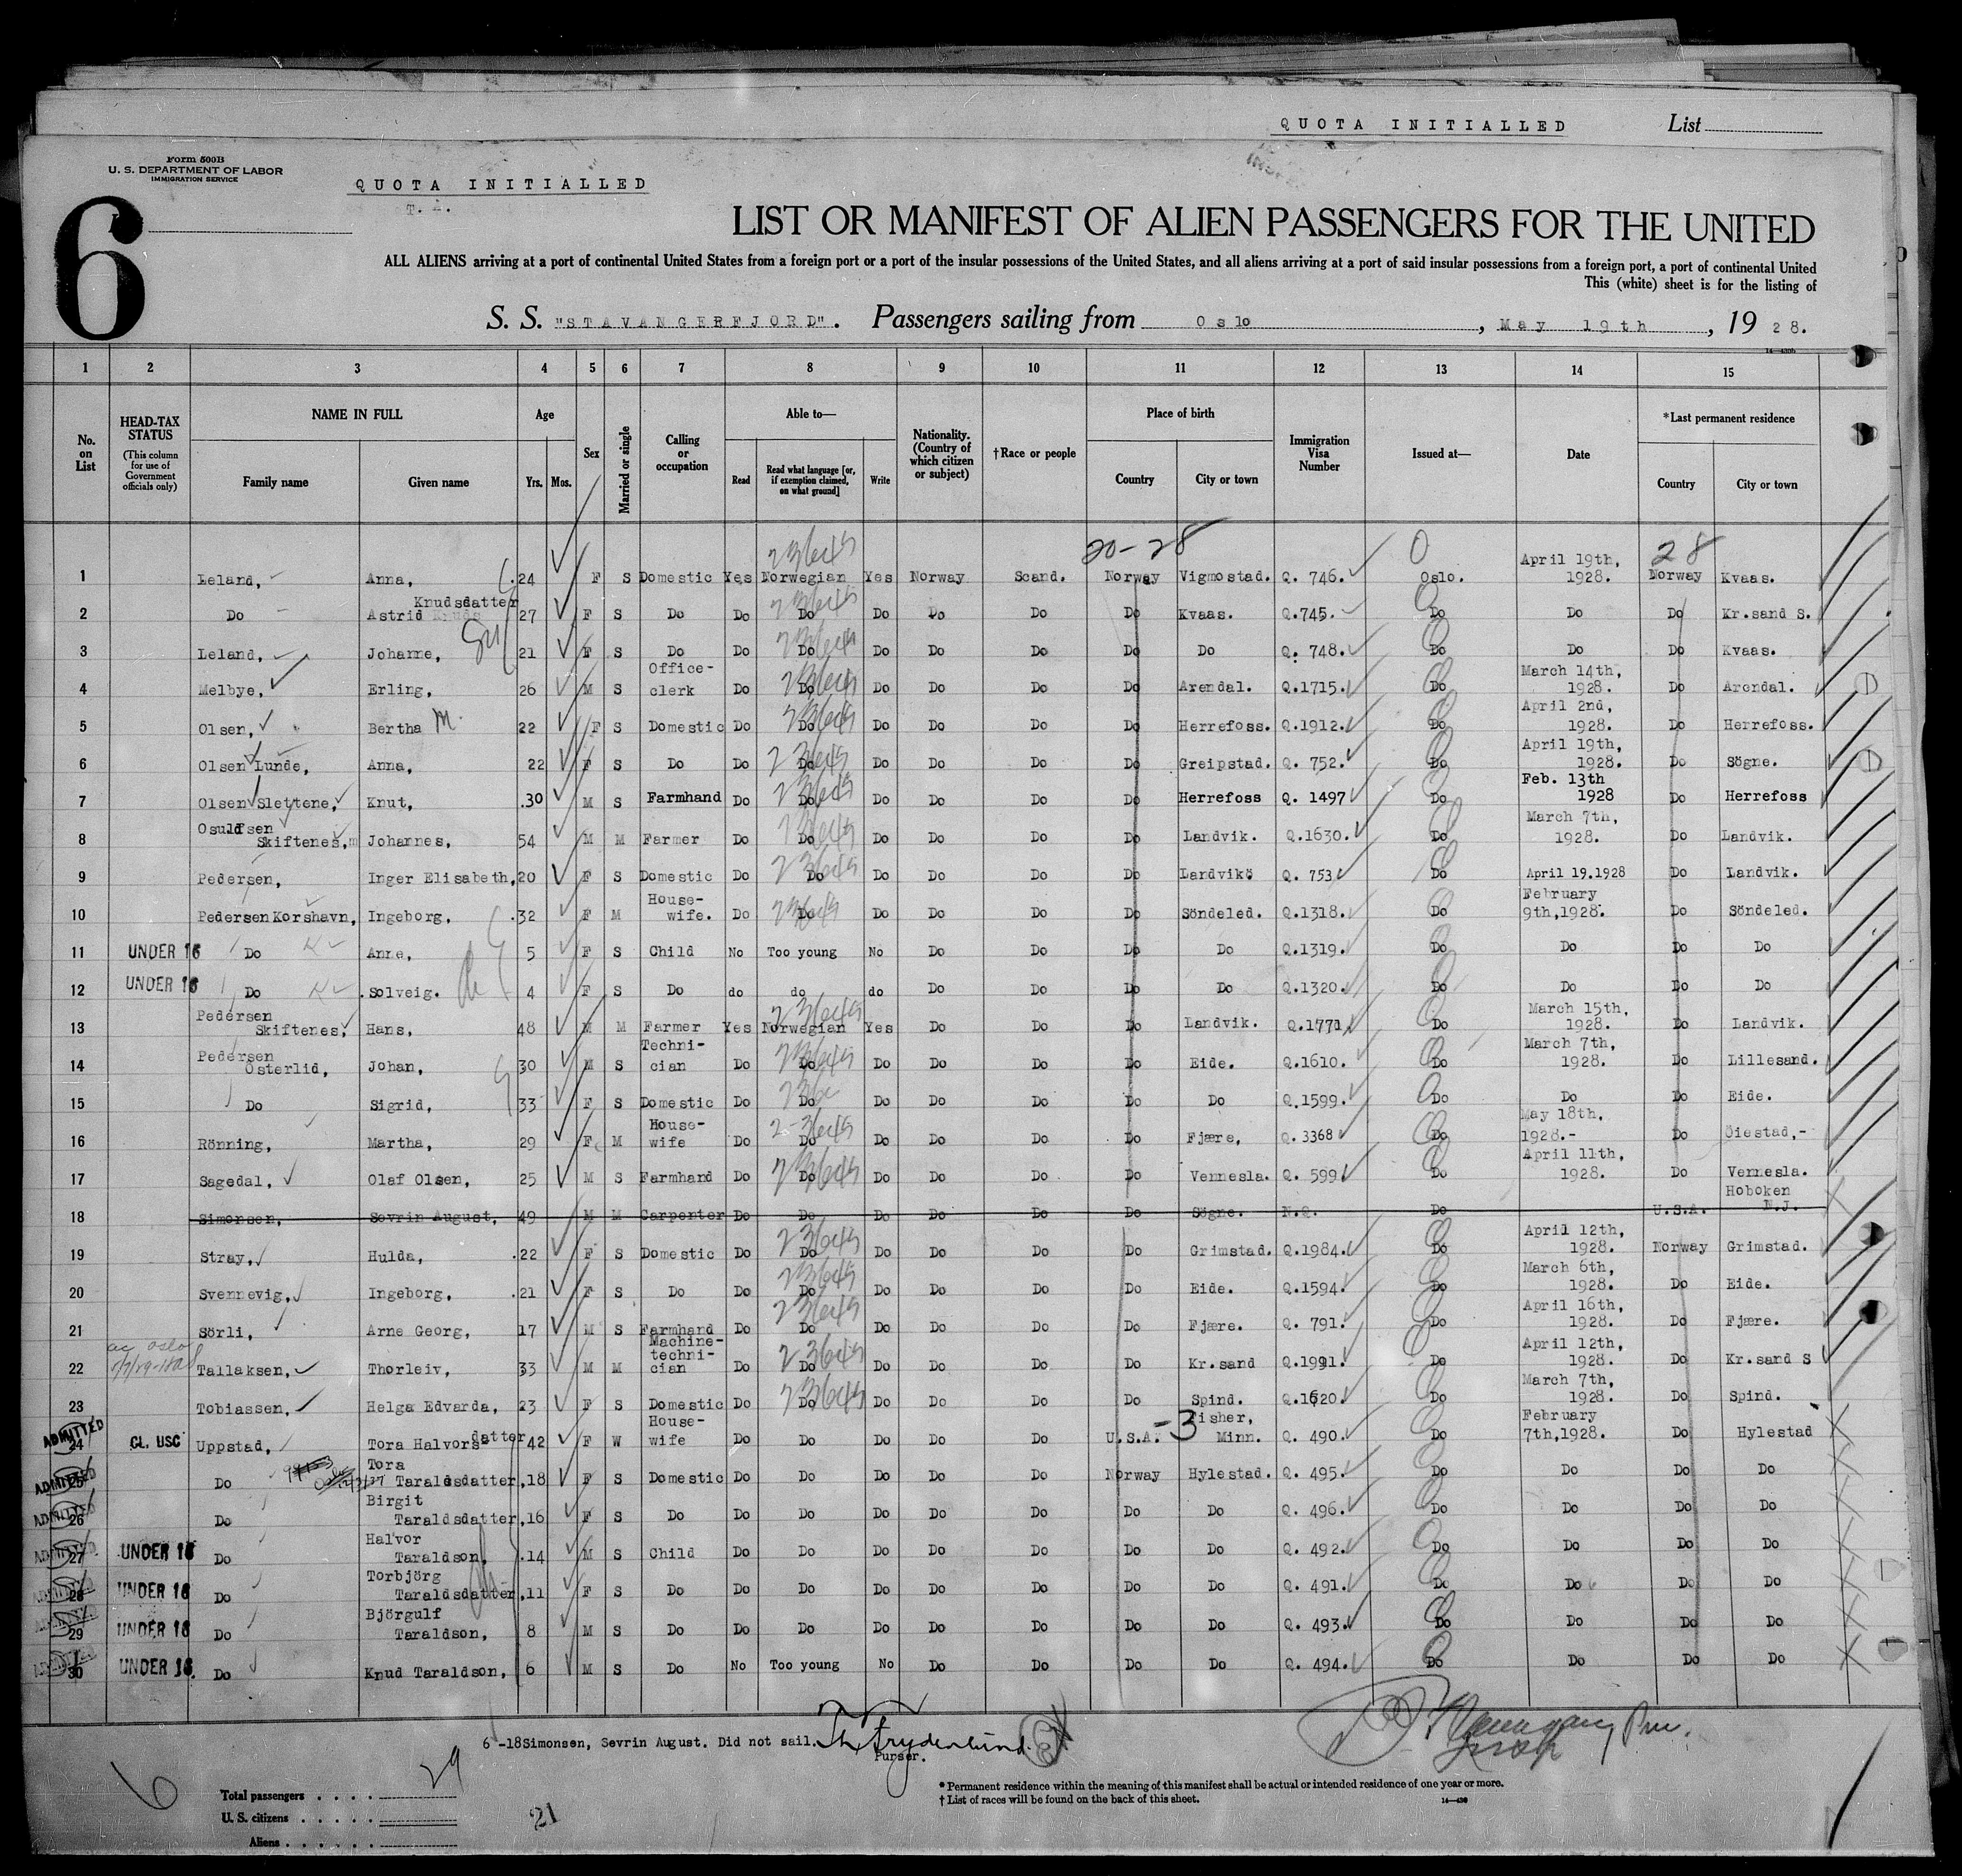 QUOTA INITIALLED List
Form 500B
U. S. DEPARTMENT OF LABOR
IMMIGRATION SERVICE
QUOTA INITIALLED
6
LIST OR MANIFEST OF ALIEN PASSENGERS FOR THE UNITED
ALL ALIENS arriving at a port of continental United States from a foreign port or a port of the insular possessions of the United States, and all aliens arriving at a port of said insular possessions from a foreign port, a port of continental United
This (white) sheet is for the listing of
S. S. "STAVANGERFJORD". Passengers sailing from Oslo, May 19th, 1928.
1 2 3 4 5 6 7 8 9 10 11 12 13 14 15
No. on List
HEAD-TAX STATUS (This column for use of Government officials only)
NAME IN FULL Family name Given name
Age Yrs. Mos.
Sex
Married or single
Calling or occupation
Able to— Read Read what language [or, if exemption claimed, on what ground] Write
Nationality. (Country of which citizen or subject)
†Race or people
Place of birth Country City or town
Immigration Visa Number
Issued at—
Date
*Last permanent residence Country City or town
20-28 28
1 Leland, Anna, 24 F S Domestic Yes Norwegian Yes Norway Scand. Norway Vigmostad. Q. 746. Oslo. April 19th, 1928. Norway Kvaas.
2 Do Astrid Knudsdatter 27 F S Do Do Do Do Do Do Do Kvaas. Q.745. Do Do Do Kr.sand S.
3 Leland, Johanne, 21 F S Do Do Do Do Do Do Do Do Q. 748. Do Do Do Kvaas.
4 Melbye, Erling, 26 M S Office-clerk Do Do Do Do Do Do Arendal. Q.1715. Do March 14th, 1928. Do Arendal.
5 Olsen, Bertha M. 22 F S Domestic Do Do Do Do Do Do Herrefoss. Q.1912. Do April 2nd, 1928. Do Herrefoss.
6 Olsen Lunde, Anna, 22 F S Do Do Do Do Do Do Do Greipstad. Q. 752. Do April 19th, 1928. Do Sögne.
7 Olsen Slettene, Knut, .30 M S Farmhand Do Do Do Do Do Do Herrefoss Q. 1497 Do Feb. 13th 1928 Do Herrefoss
8 Osulfsen Skiftenes, Johannes, 54 M M Farmer Do Do Do Do Do Do Landvik. Q.1630. Do March 7th, 1928. Do Landvik.
9 Pedersen, Inger Elisabeth, 20 F S Domestic Do Do Do Do Do Do Landvik. Q. 753 Do April 19.1928 Do Landvik.
10 Pedersen Korshavn, Ingeborg, .32 F M House-wife. Do Do Do Do Do Do Söndeled. Q.1318. Do February 9th,1928. Do Söndeled.
11 UNDER 16 Do Anne, 5 F S Child No Too young No Do Do Do Do Q.1319. Do Do Do Do
12 UNDER 16 Do .Solveig. 4 F S Do do do do Do Do Do Do Q.1320. Do Do Do Do
13 Pedersen Skiftenes, Hans, 48 M M Farmer Yes Norwegian Yes Do Do Do Landvik. Q.1771 Do March 15th, 1928. Do Landvik.
14 Pedersen Osterlid, Johan, 30 M S Techni-cian Do Do Do Do Do Do Eide. Q.1610. Do March 7th, 1928. Do Lillesand.
15 Do Sigrid, 33 F S Domestic Do Do Do Do Do Do Do Q.1599. Do Do Do Eide.
16 Rönning, Martha, 29 F M House-wife Do Do Do Do Do Do Fjære, Q. 3368 Do May 18th, 1928.- Do Öiestad,-
17 Sagedal, Olaf Olsen, 25 M S Farmhand Do Do Do Do Do Do Vennesla. Q. 599 Do April 11th, 1928. Do Vennesla.
18 Simonsen, Sevrin August, 49 M M Carpenter Do Do Do Do Do Do Sögne. N.Q. Do U.S.A. Hoboken N.J.
19 Stray, Hulda, .22 F S Domestic Do Do Do Do Do Do Grimstad. Q.1984. Do April 12th, 1928. Norway Grimstad.
20 Svennevig, Ingeborg, .21 F S Do Do Do Do Do Do Do Eide. Q.1594. Do March 6th, 1928. Do Eide.
21 Sörli, Arne Georg, 17 M S Farmhand Do Do Do Do Do Do Fjære. Q. 791. Do April 16th, 1928. Do Fjære.
22 Tallaksen, Thorleiv, 33 M M Machine-techni-cian Do Do Do Do Do Do Kr.sand Q.1991. Do April 12th, 1928. Do Kr.sand S
23 Tobiassen, Helga Edvarda, 23 F S Domestic Do Do Do Do Do Do Spind. Q.1620. Do March 7th, 1928. Do Spind.
ADMITTED 24 CL. USC Uppstad, Tora Halvorsdatter 42 F W House-wife Do Do Do Do Do U.S.A. -3 Fisher, Minn. Q. 490. Do February 7th,1928. Do Hylestad
ADMITTED 25 Do Tora Taraldsdatter, 18 F S Domestic Do Do Do Do Do Norway Hylestad. Q. 495. Do Do Do Do
ADMITTED 26 Do Birgit Taraldsdatter, 16 F S Do Do Do Do Do Do Do Do Q. 496. Do Do Do Do
ADMITTED 27 UNDER 16 Do Halvor Taraldson, .14 M S Child Do Do Do Do Do Do Do Q. 492. Do Do Do Do
ADMITTED 28 UNDER 16 Do Torbjörg Taraldsdatter, 11 F S Do Do Do Do Do Do Do Do Q. 491. Do Do Do Do
ADMITTED 29 UNDER 16 Do Björgulf Taraldson, 8 M S Do Do Do Do Do Do Do Do Q. 493. Do Do Do Do
ADMITTED 30 UNDER 16. Do Knud Taraldson, 6 M S Do No Too young No Do Do Do Do Q. 494. Do Do Do Do
6 -18Simonsen, Sevrin August. Did not sail.
Purser.
6
Total passengers . . . . 29
U. S. citizens . . . . .
Aliens . . . . . .
21
* Permanent residence within the meaning of this manifest shall be actual or intended residence of one year or more.
† List of races will be found on the back of this sheet.